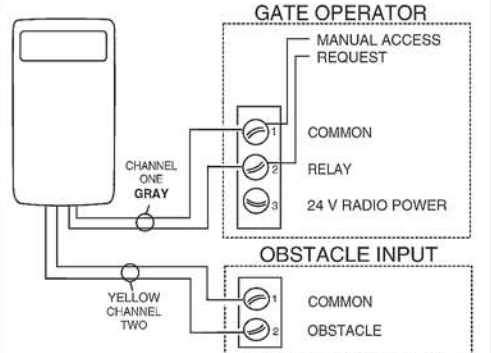 GATE OPERATOR
MANUAL ACCESS
REQUEST
1 COMMON
CHANNEL
ONE
GRAY
2 RELAY
3 24 V RADIO POWER
OBSTACLE INPUT
YELLOW
CHANNEL
TWO
1 COMMON
2 OBSTACLE